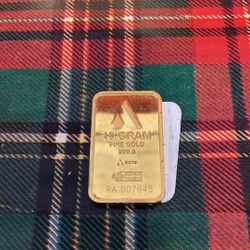 "10-GRAM"
FINE GOLD
999.9
AA 007645